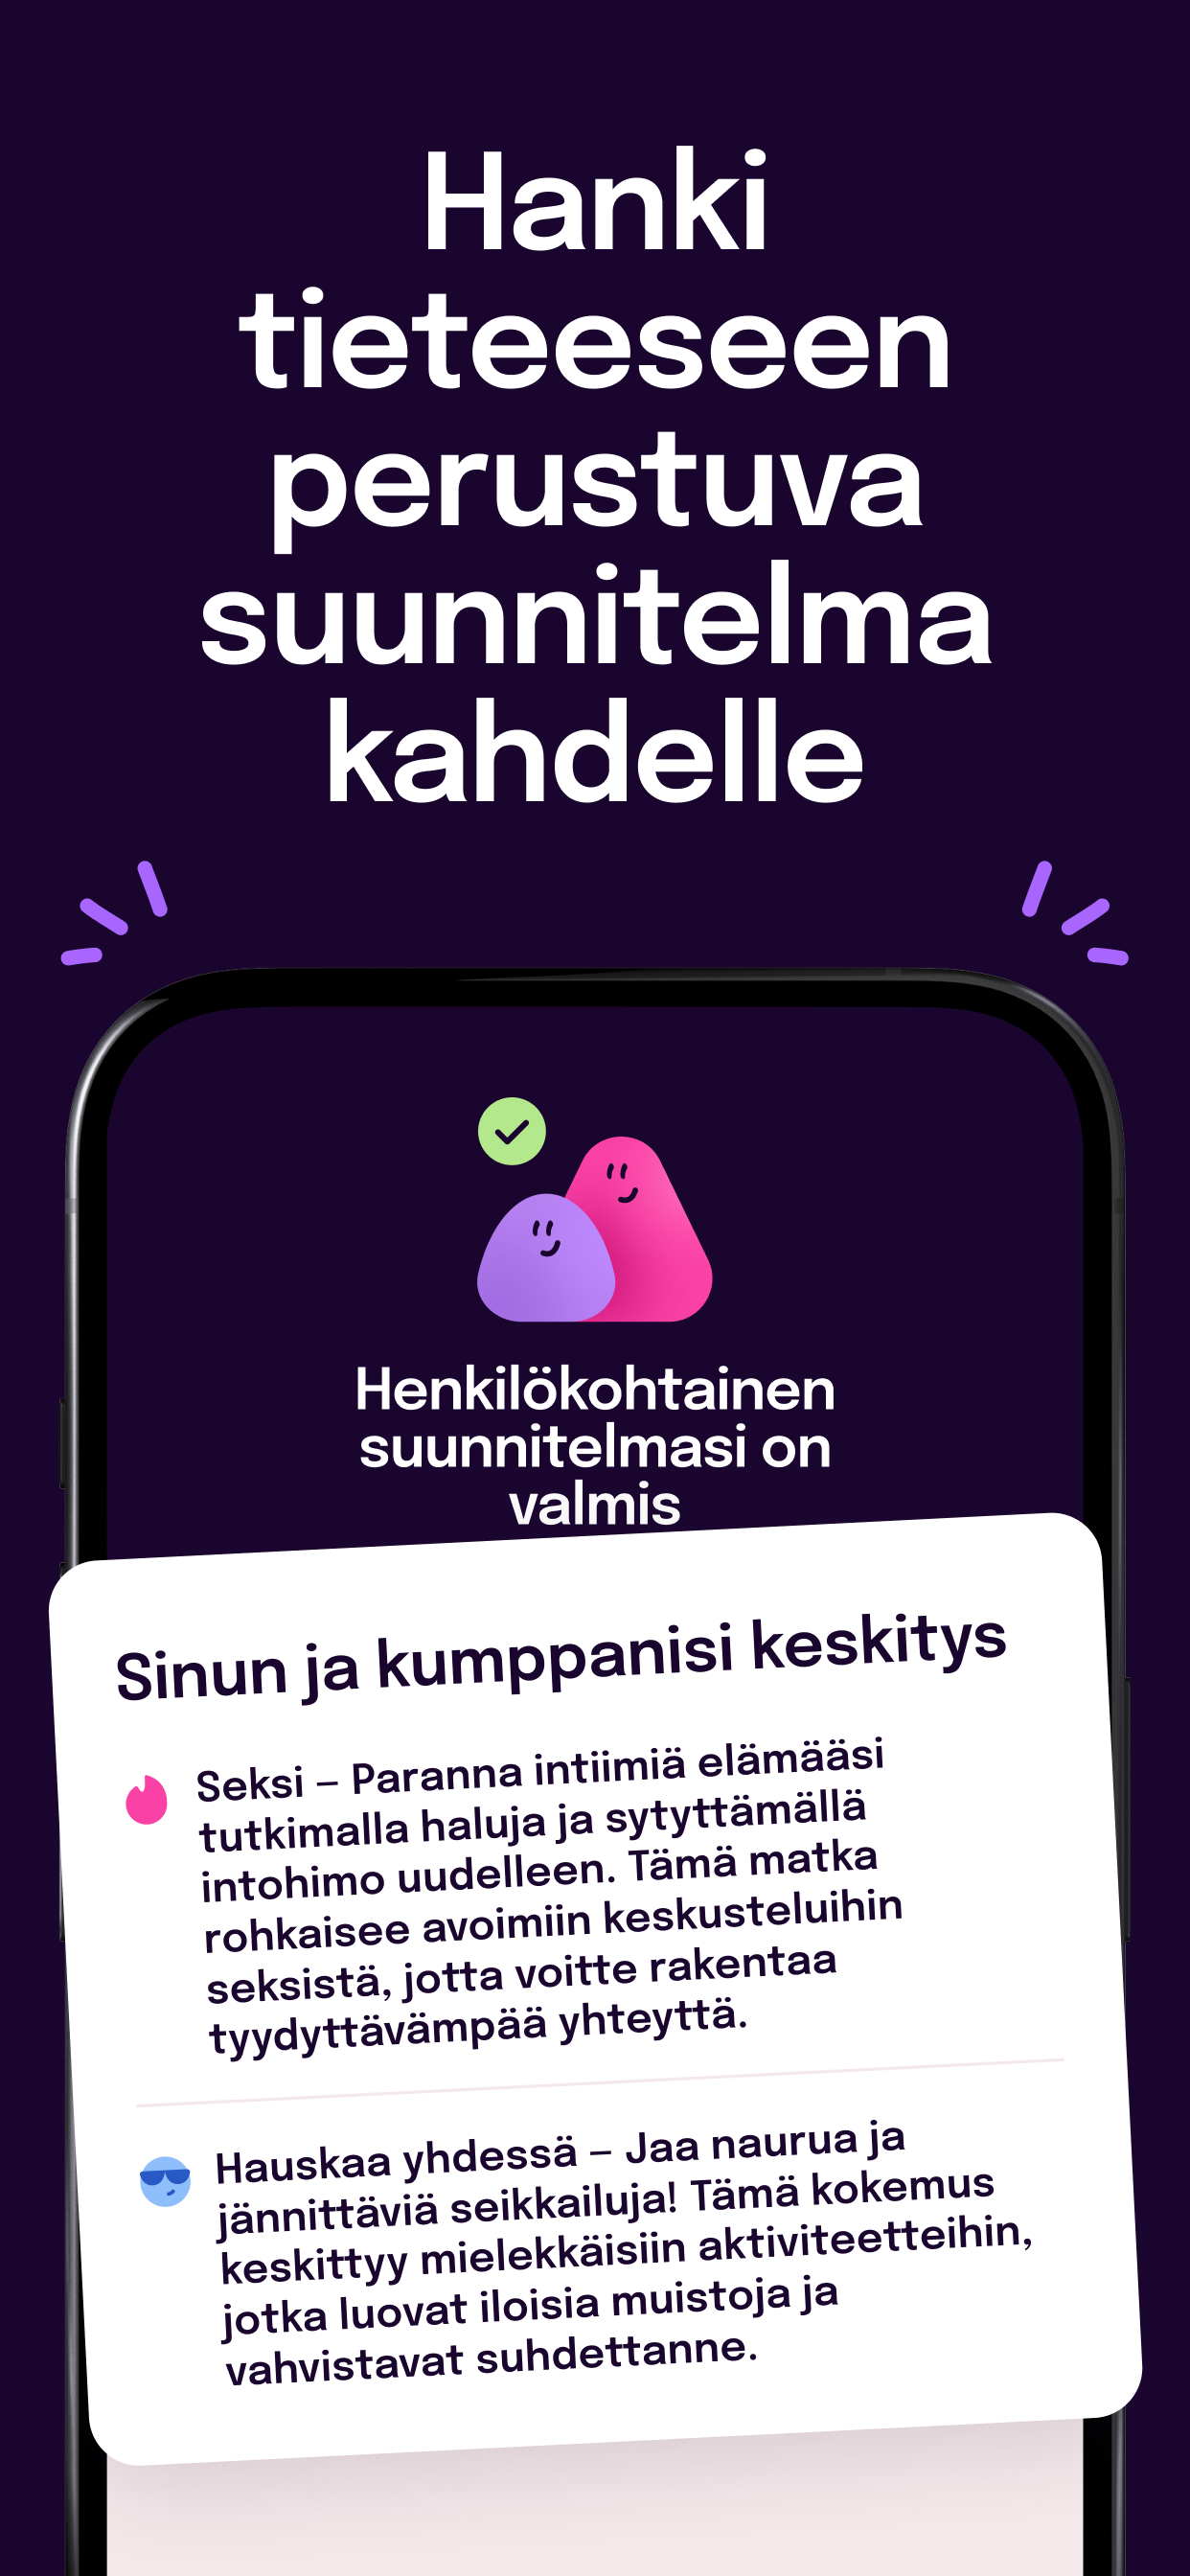 Hanki
tieteeseen
perustuva
suunnitelma
kahdelle
Henkilökohtainen
suunnitelmasi on
valmis
Sinun ja kumppanisi keskitys
Seksi – Paranna intiimiä elämääsi
tutkimalla haluja ja sytyttämällä
intohimo uudelleen. Tämä matka
rohkaisee avoimiin keskusteluihin
seksistä, jotta voitte rakentaa
tyydyttävämpää yhteyttä.
Hauskaa yhdessä – Jaa naurua ja
jännittäviä seikkailuja! Tämä kokemus
keskittyy mielekkäisiin aktiviteetteihin,
jotka luovat iloisia muistoja ja
vahvistavat suhdettanne.